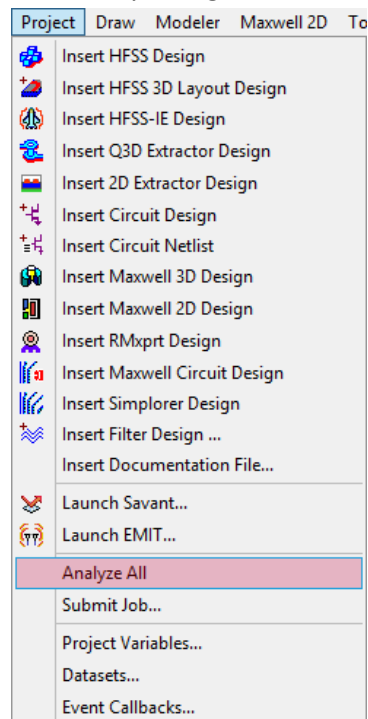 Project Draw Modeler Maxwell 2D To
Insert HFSS Design
Insert HFSS 3D Layout Design
Insert HFSS-IE Design
Insert Q3D Extractor Design
Insert 2D Extractor Design
Insert Circuit Design
Insert Circuit Netlist
Insert Maxwell 3D Design
Insert Maxwell 2D Design
Insert RMxprt Design
Insert Maxwell Circuit Design
Insert Simplorer Design
Insert Filter Design ...
Insert Documentation File...
Launch Savant...
Launch EMIT...
Analyze All
Submit Job...
Project Variables...
Datasets...
Event Callbacks...